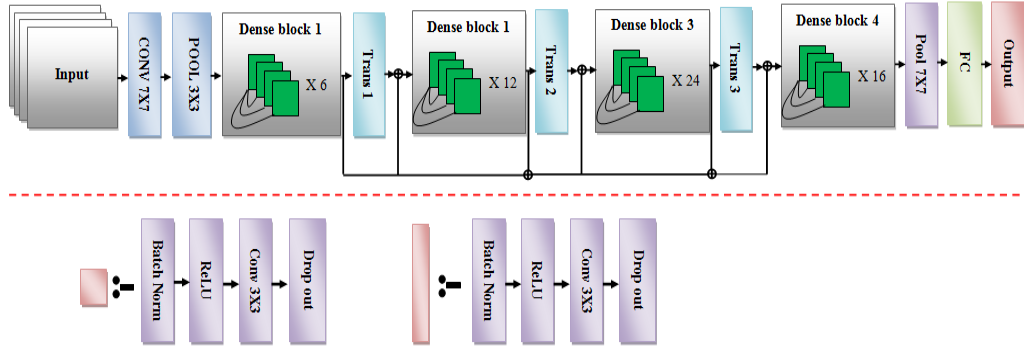 Input
CONV 7X7
POOL 3X3
Dense block 1
X 6
Trans 1
Dense block 1
X 12
Trans 2
Dense block 3
X 24
Trans 3
Dense block 4
X 16
Pool 7X7
FC
Output
Batch Norm
ReLU
Conv 3X3
Drop out
Batch Norm
ReLU
Conv 3X3
Drop out